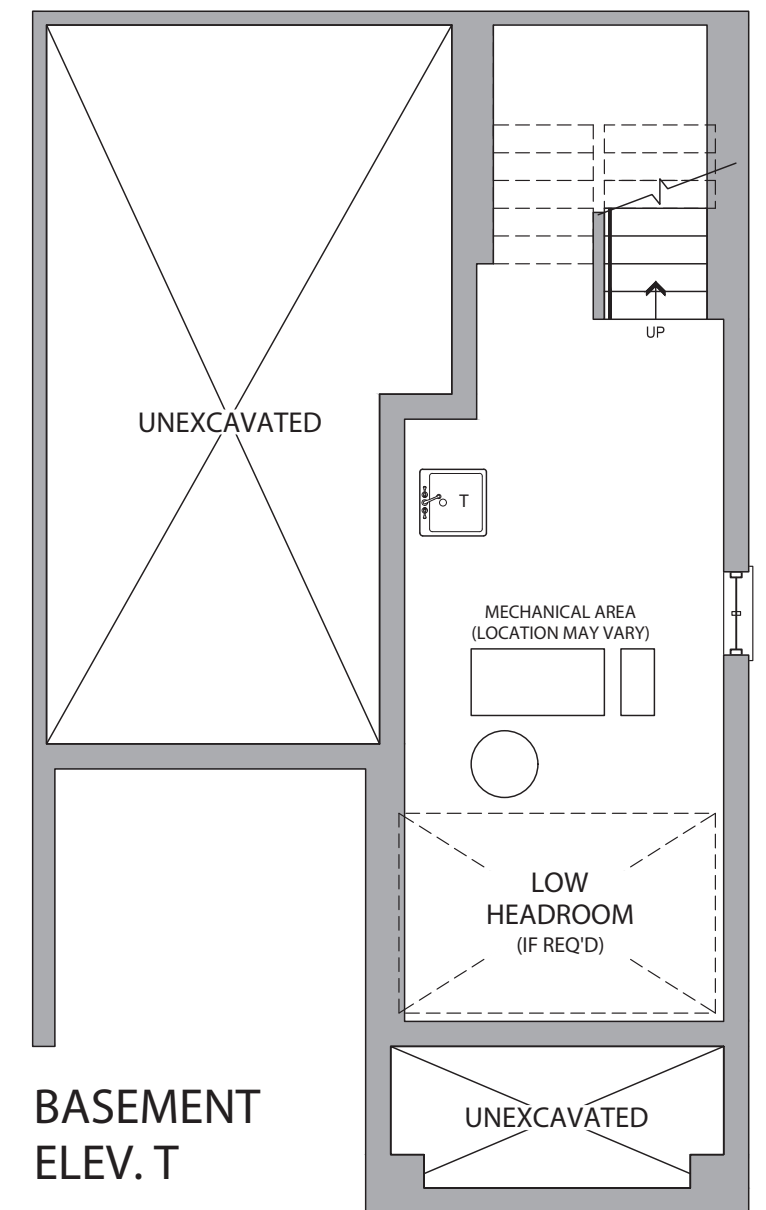 UP
UNEXCAVATED
T
MECHANICAL AREA
(LOCATION MAY VARY)
LOW
HEADROOM
(IF REQ'D)
UNEXCAVATED
BASEMENT
ELEV. T